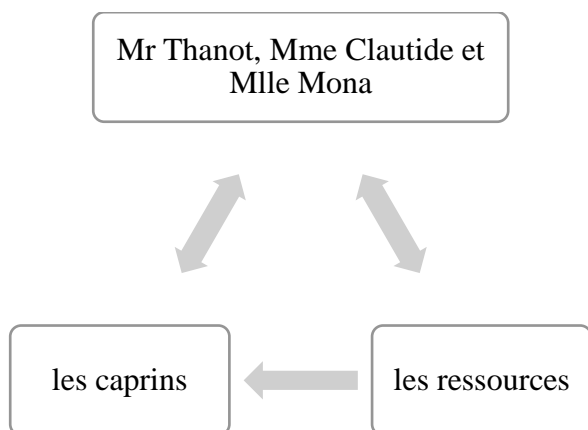 Mr Thanot, Mme Clautide et
Mlle Mona
les caprins
les ressources